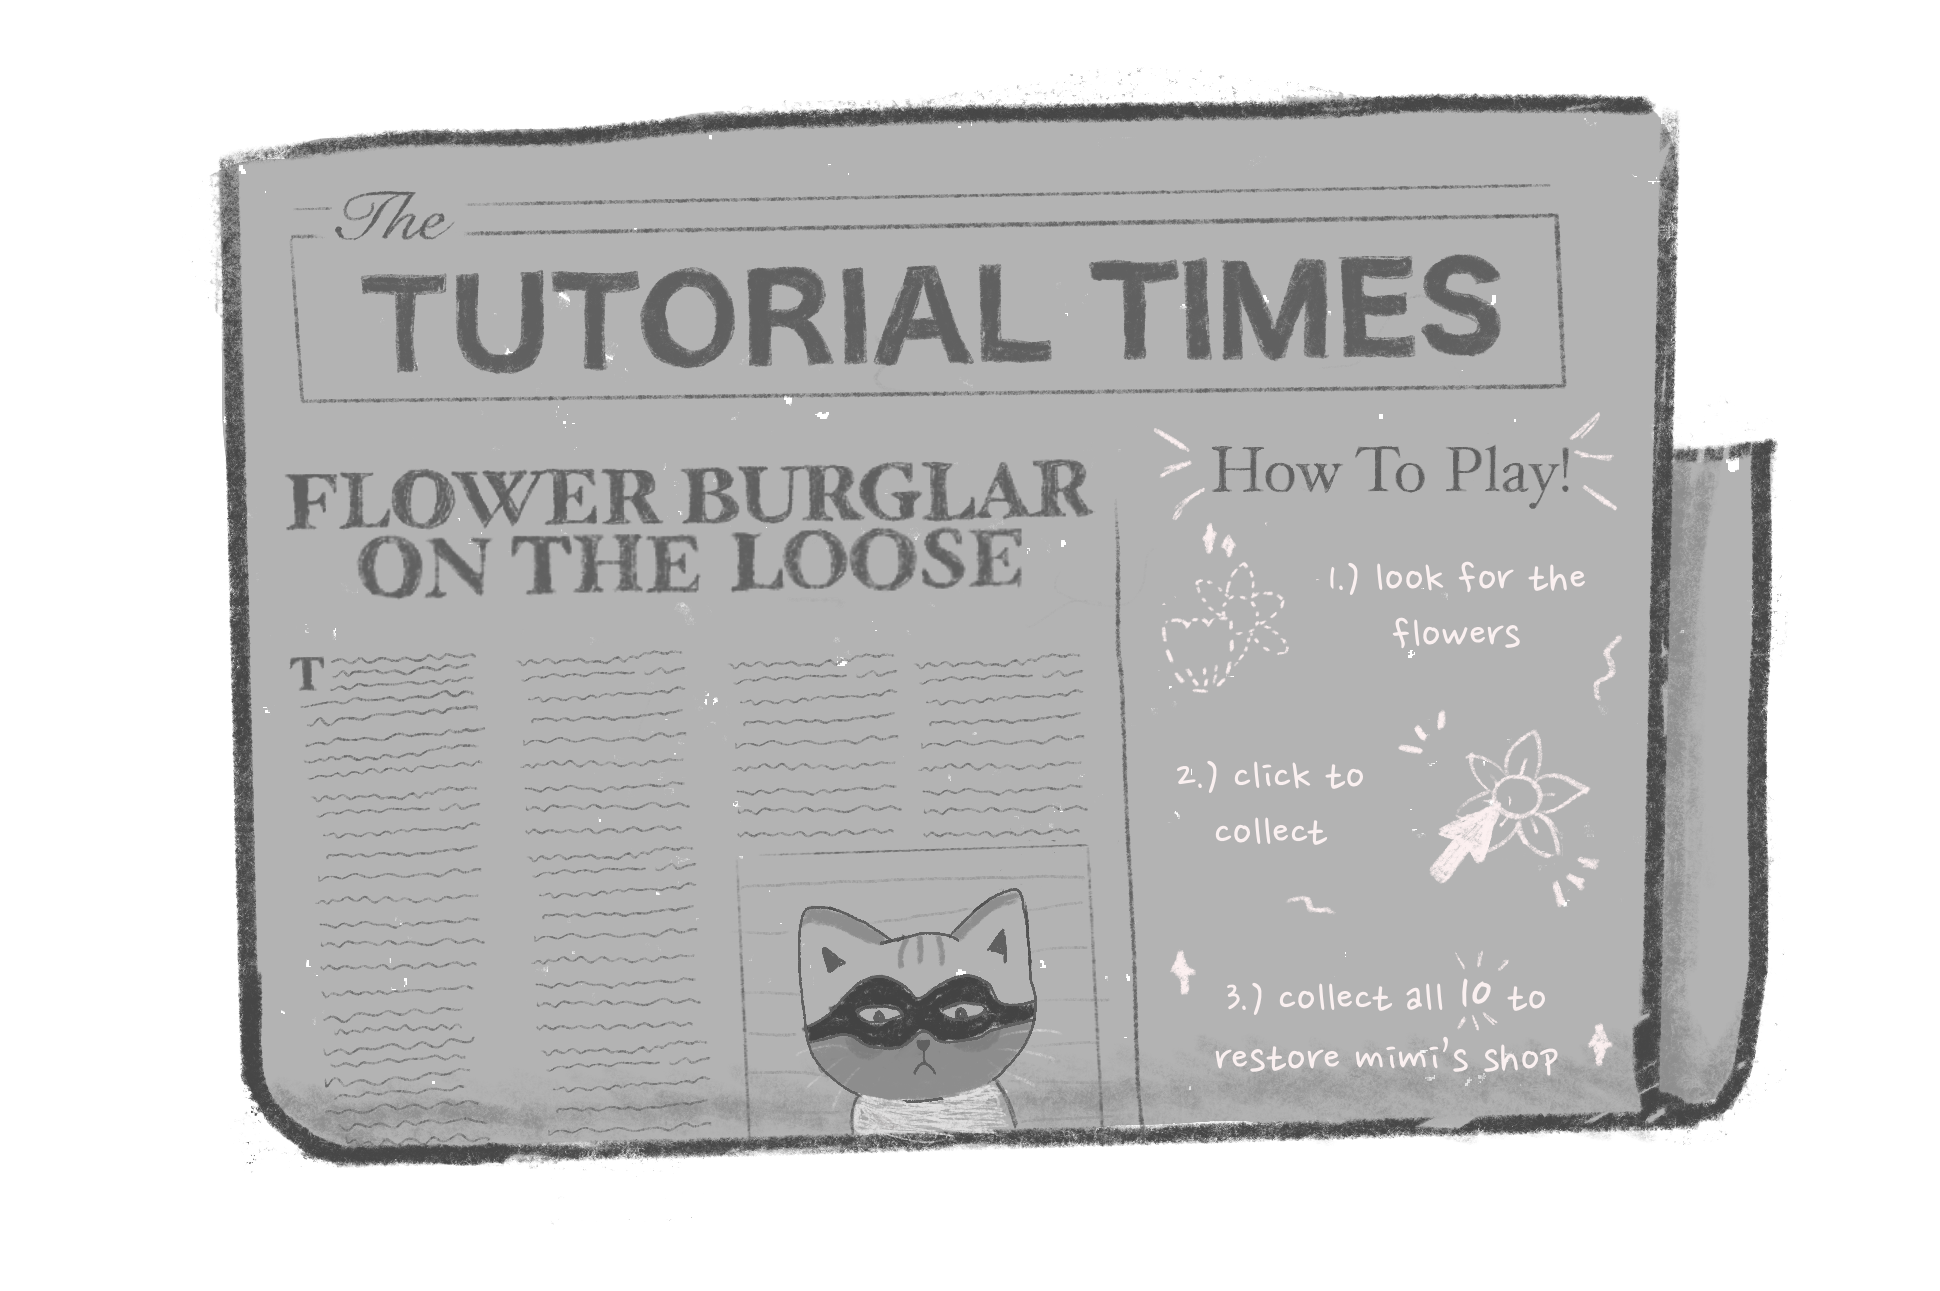 The
TUTORIAL TIMES
FLOWER BURGLAR
ON THE LOOSE
T
How To Play!
1.) look for the
flowers
2.) click to
collect
3.) collect all 10 to
restore mimi's shop